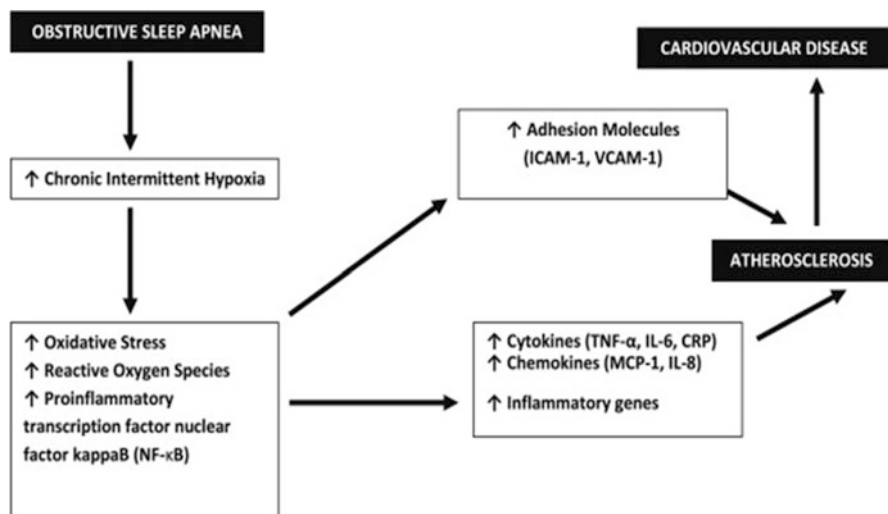 OBSTRUCTIVE SLEEP APNEA
CARDIOVASCULAR DISEASE
↑ Adhesion Molecules
(ICAM-1, VCAM-1)
↑ Chronic Intermittent Hypoxia
ATHEROSCLEROSIS
↑ Oxidative Stress
↑ Reactive Oxygen Species
↑ Proinflammatory
transcription factor nuclear
factor kappaB (NF-κB)
↑ Cytokines (TNF-α, IL-6, CRP)
↑ Chemokines (MCP-1, IL-8)
↑ Inflammatory genes